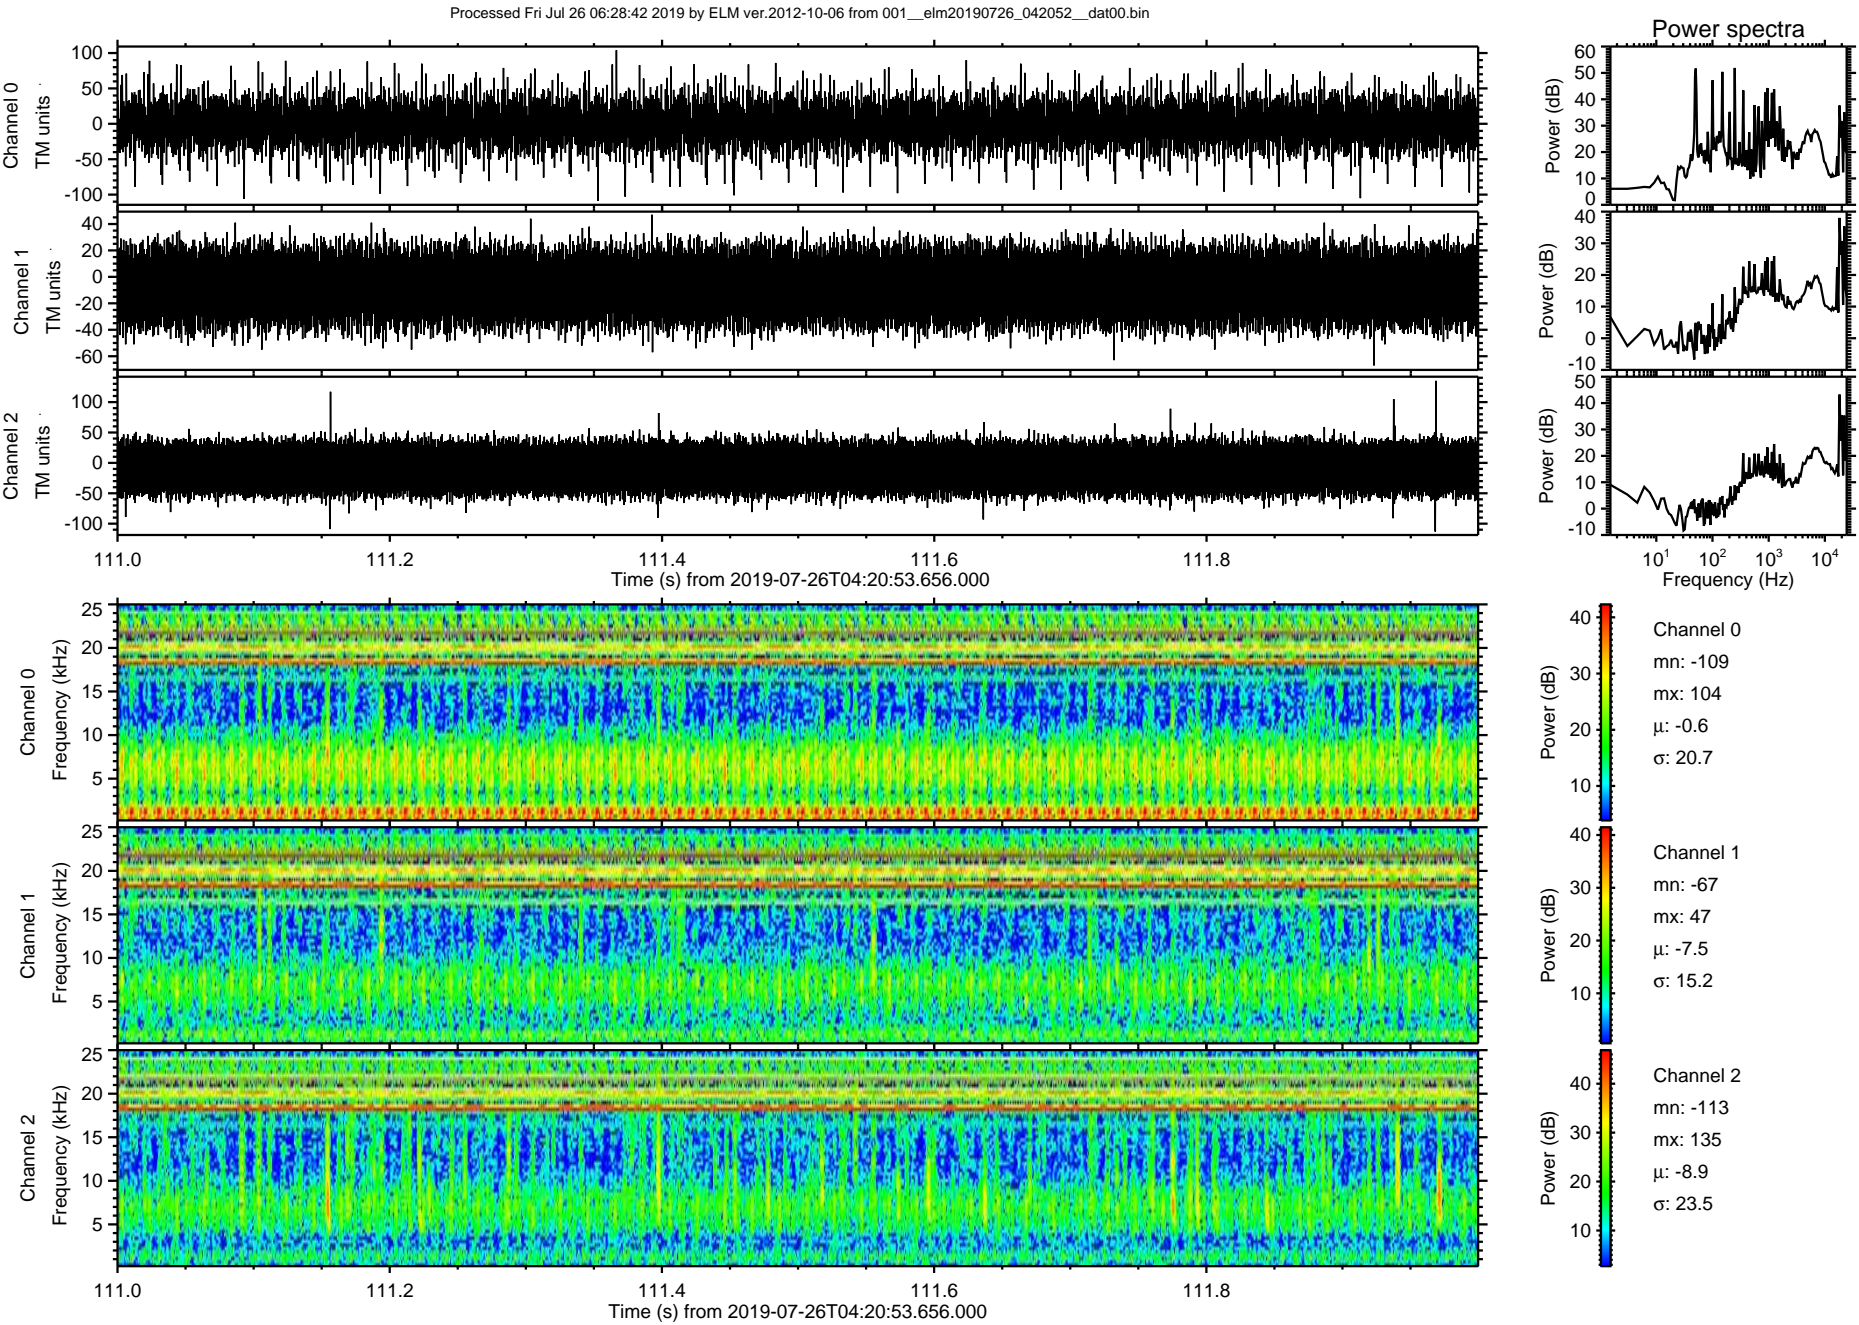 Processed Fri Jul 26 06:28:42 2019 by ELM ver.2012-10-06 from 001__elm20190726_042052__dat00.bin
Power spectra
Channel 0
TM units
100
50
0
-50
-100
Power (dB)
60
50
40
30
20
10
0
Channel 1
TM units
40
20
0
-20
-40
-60
Power (dB)
40
30
20
10
0
-10
Channel 2
TM units
100
50
0
-50
-100
Power (dB)
50
40
30
20
10
0
-10
111.0 111.2 111.4 111.6 111.8
Time (s) from 2019-07-26T04:20:53.656.000
10^1 10^2 10^3 10^4
Frequency (Hz)
Channel 0
Frequency (kHz)
25
20
15
10
5
Power (dB)
40
30
20
10
Channel 0
mn: -109
mx: 104
μ: -0.6
σ: 20.7
Channel 1
Frequency (kHz)
25
20
15
10
5
Power (dB)
40
30
20
10
Channel 1
mn: -67
mx: 47
μ: -7.5
σ: 15.2
Channel 2
Frequency (kHz)
25
20
15
10
5
Power (dB)
40
30
20
10
Channel 2
mn: -113
mx: 135
μ: -8.9
σ: 23.5
111.0 111.2 111.4 111.6 111.8
Time (s) from 2019-07-26T04:20:53.656.000